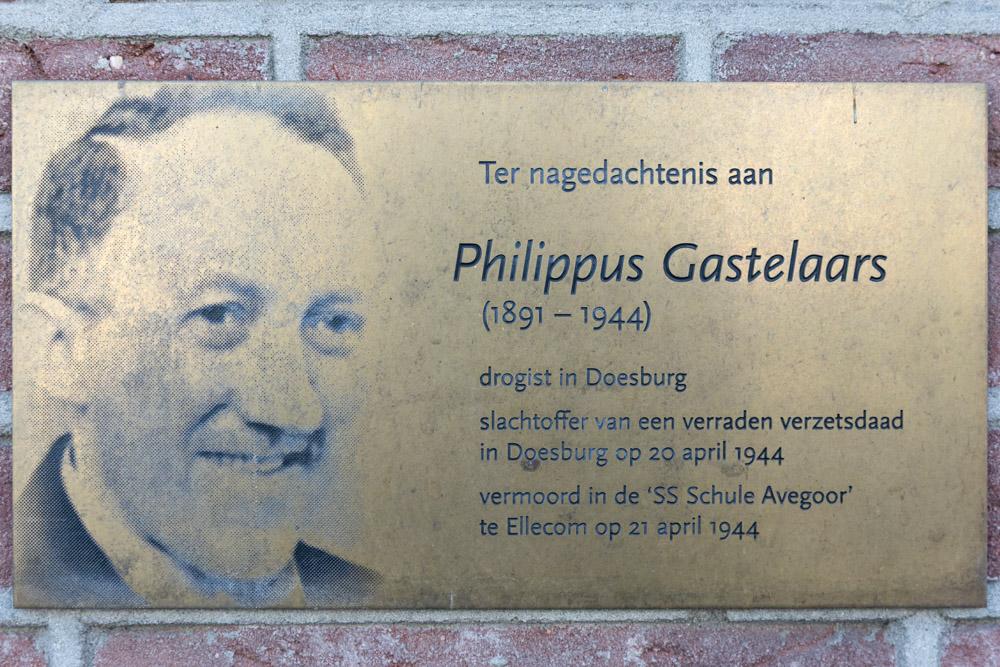 Ter nagedachtenis aan
Philippus Gastelaars
(1891 – 1944)
drogist in Doesburg
slachtoffer van een verraden verzetsdaad
in Doesburg op 20 april 1944
vermoord in de ‘SS Schule Avegoor’
te Ellecom op 21 april 1944